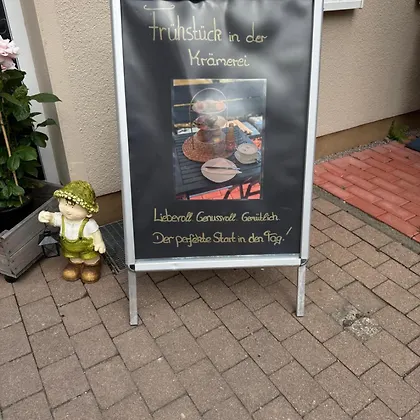 Frühstück in der
Krämerei
Liebevoll Genussvoll Gemütlich.
Der perfekte Start in den Tag!